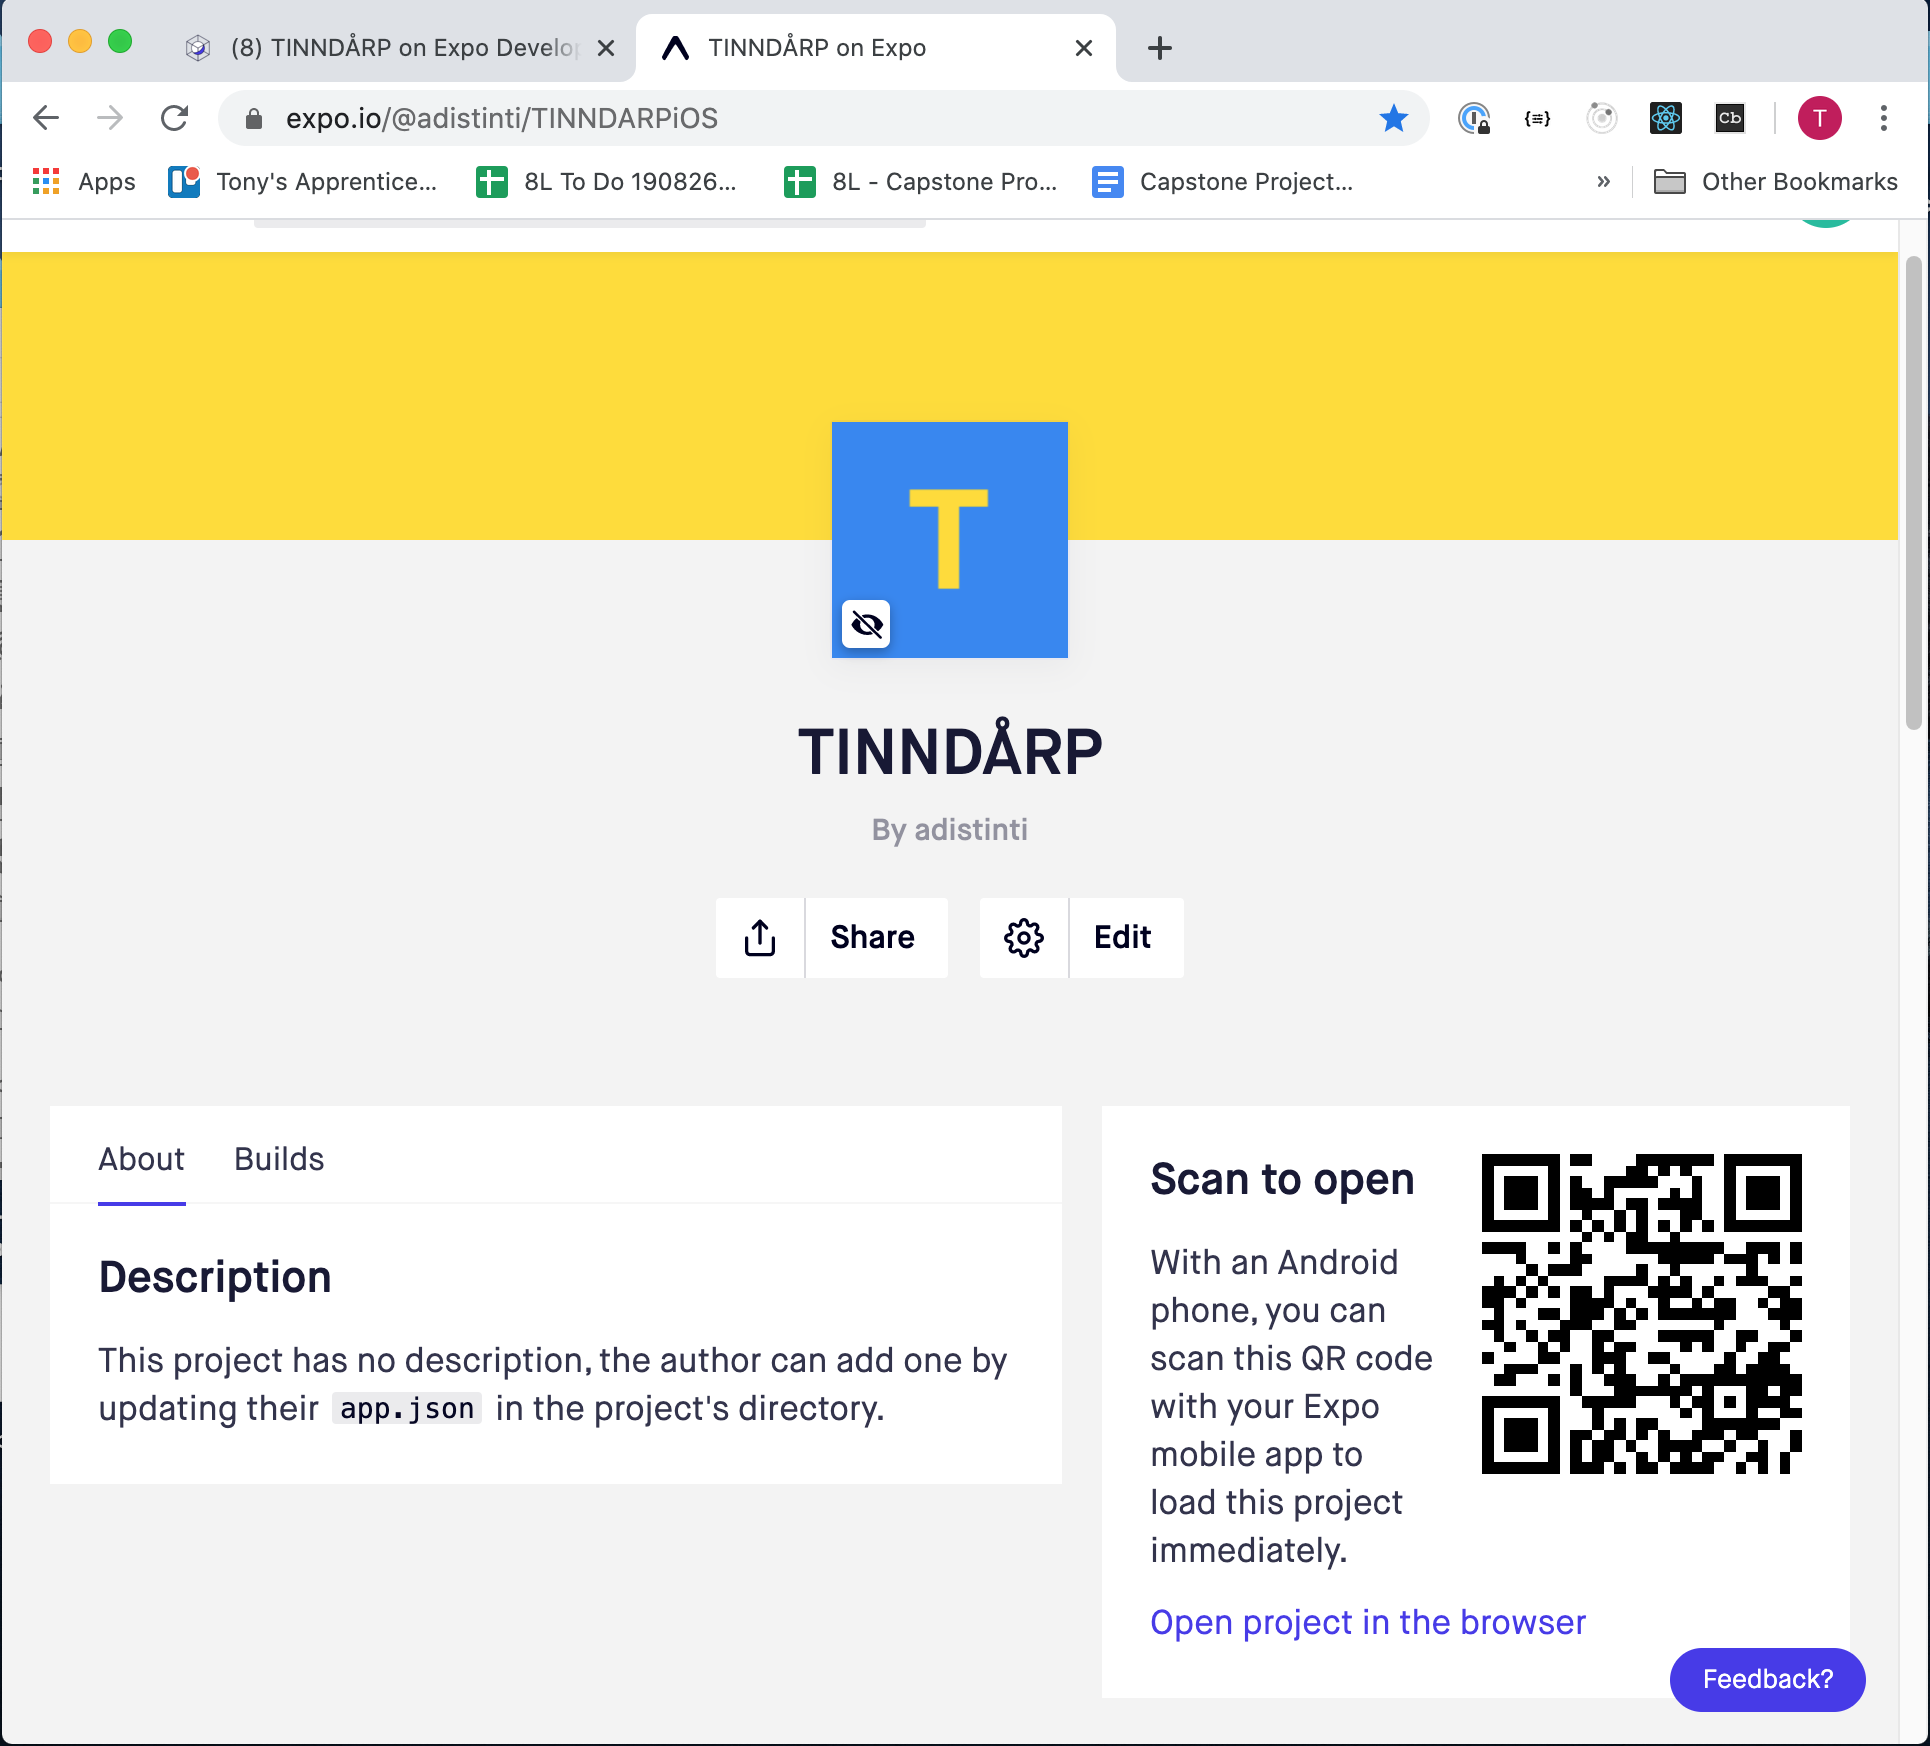 (8) TINNDÅRP on Expo Develop
TINNDÅRP on Expo
expo.io/@adistinti/TINNDARPiOS
{≡}
Cb
T
Apps
Tony's Apprentice...
8L To Do 190826...
8L - Capstone Pro...
Capstone Project...
»
Other Bookmarks
T
TINNDÅRP
By adistinti
Share
Edit
About
Builds
Description
This project has no description, the author can add one by
updating their app.json in the project's directory.
Scan to open
With an Android
phone, you can
scan this QR code
with your Expo
mobile app to
load this project
immediately.
Open project in the browser
Feedback?